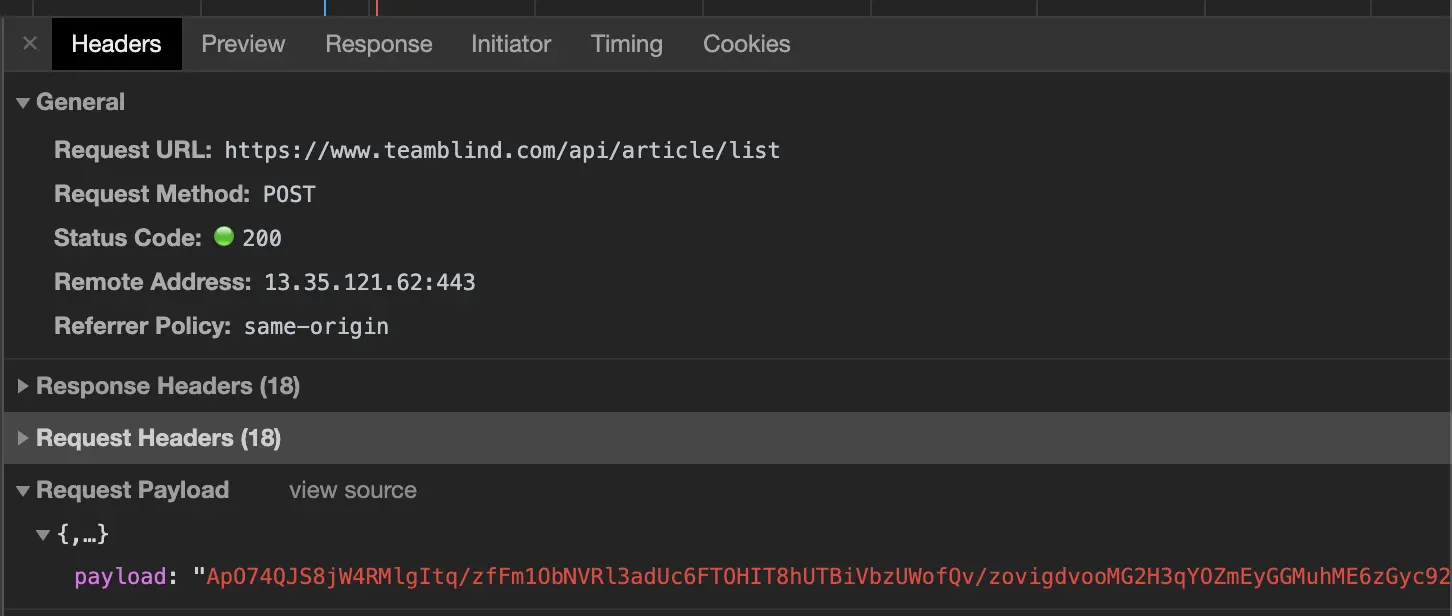 × Headers Preview Response Initiator Timing Cookies
▼ General
Request URL: https://www.teamblind.com/api/article/list
Request Method: POST
Status Code: 200
Remote Address: 13.35.121.62:443
Referrer Policy: same-origin
▶ Response Headers (18)
▶ Request Headers (18)
▼ Request Payload view source
▼ {,…}
payload: "ApO74QJS8jW4RMlgItq/zfFm1ObNVRl3adUc6FTOHIT8hUTBiVbzUWofQv/zovigdvooMG2H3qYOZmEyGGMuhME6zGyc92